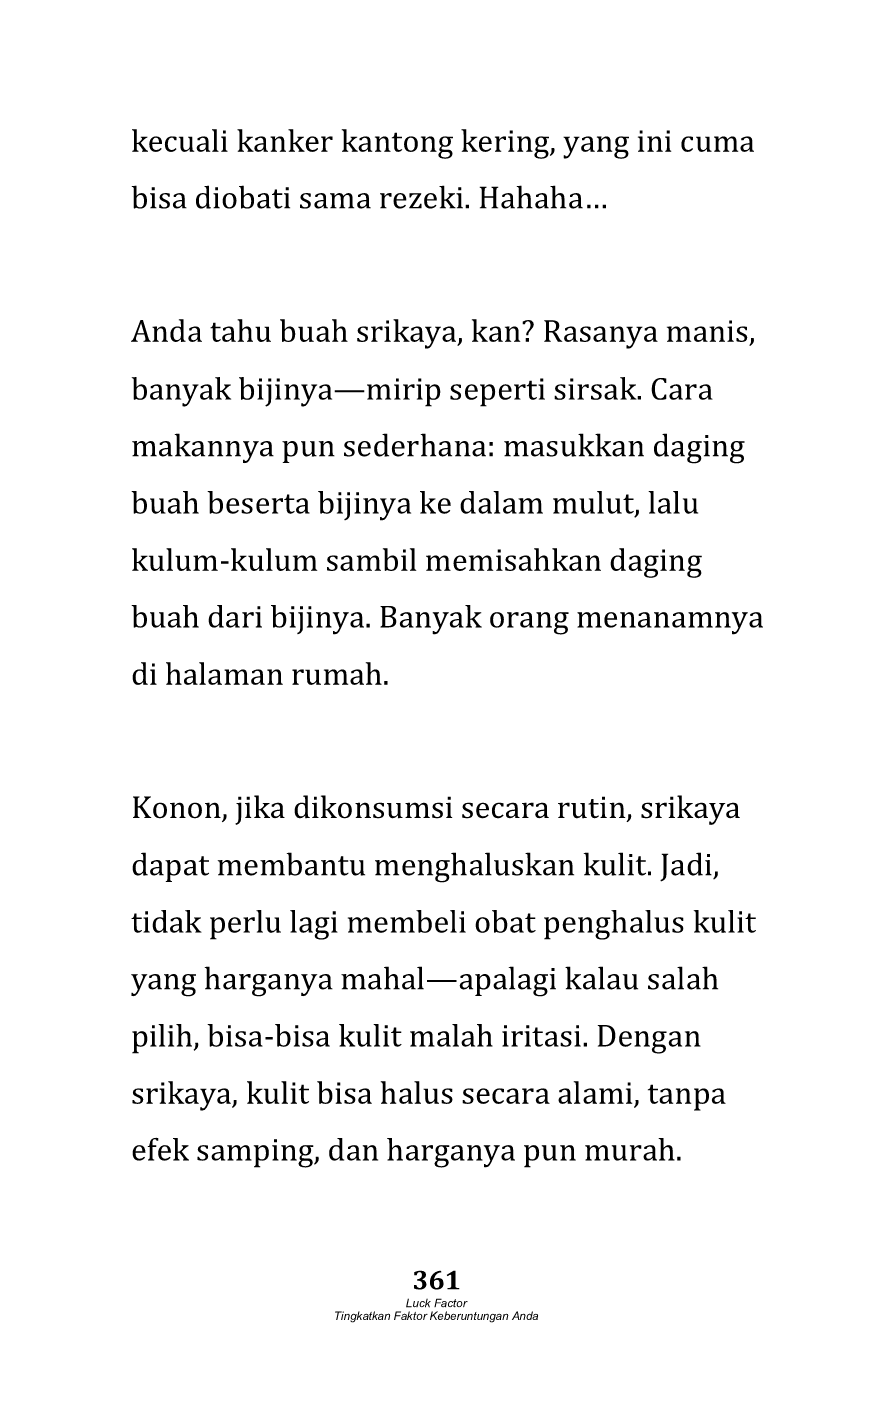 kecuali kanker kantong kering, yang ini cuma
bisa diobati sama rezeki. Hahaha…
Anda tahu buah srikaya, kan? Rasanya manis,
banyak bijinya—mirip seperti sirsak. Cara
makannya pun sederhana: masukkan daging
buah beserta bijinya ke dalam mulut, lalu
kulum-kulum sambil memisahkan daging
buah dari bijinya. Banyak orang menanamnya
di halaman rumah.
Konon, jika dikonsumsi secara rutin, srikaya
dapat membantu menghaluskan kulit. Jadi,
tidak perlu lagi membeli obat penghalus kulit
yang harganya mahal—apalagi kalau salah
pilih, bisa-bisa kulit malah iritasi. Dengan
srikaya, kulit bisa halus secara alami, tanpa
efek samping, dan harganya pun murah.
361
Luck Factor
Tingkatkan Faktor Keberuntungan Anda